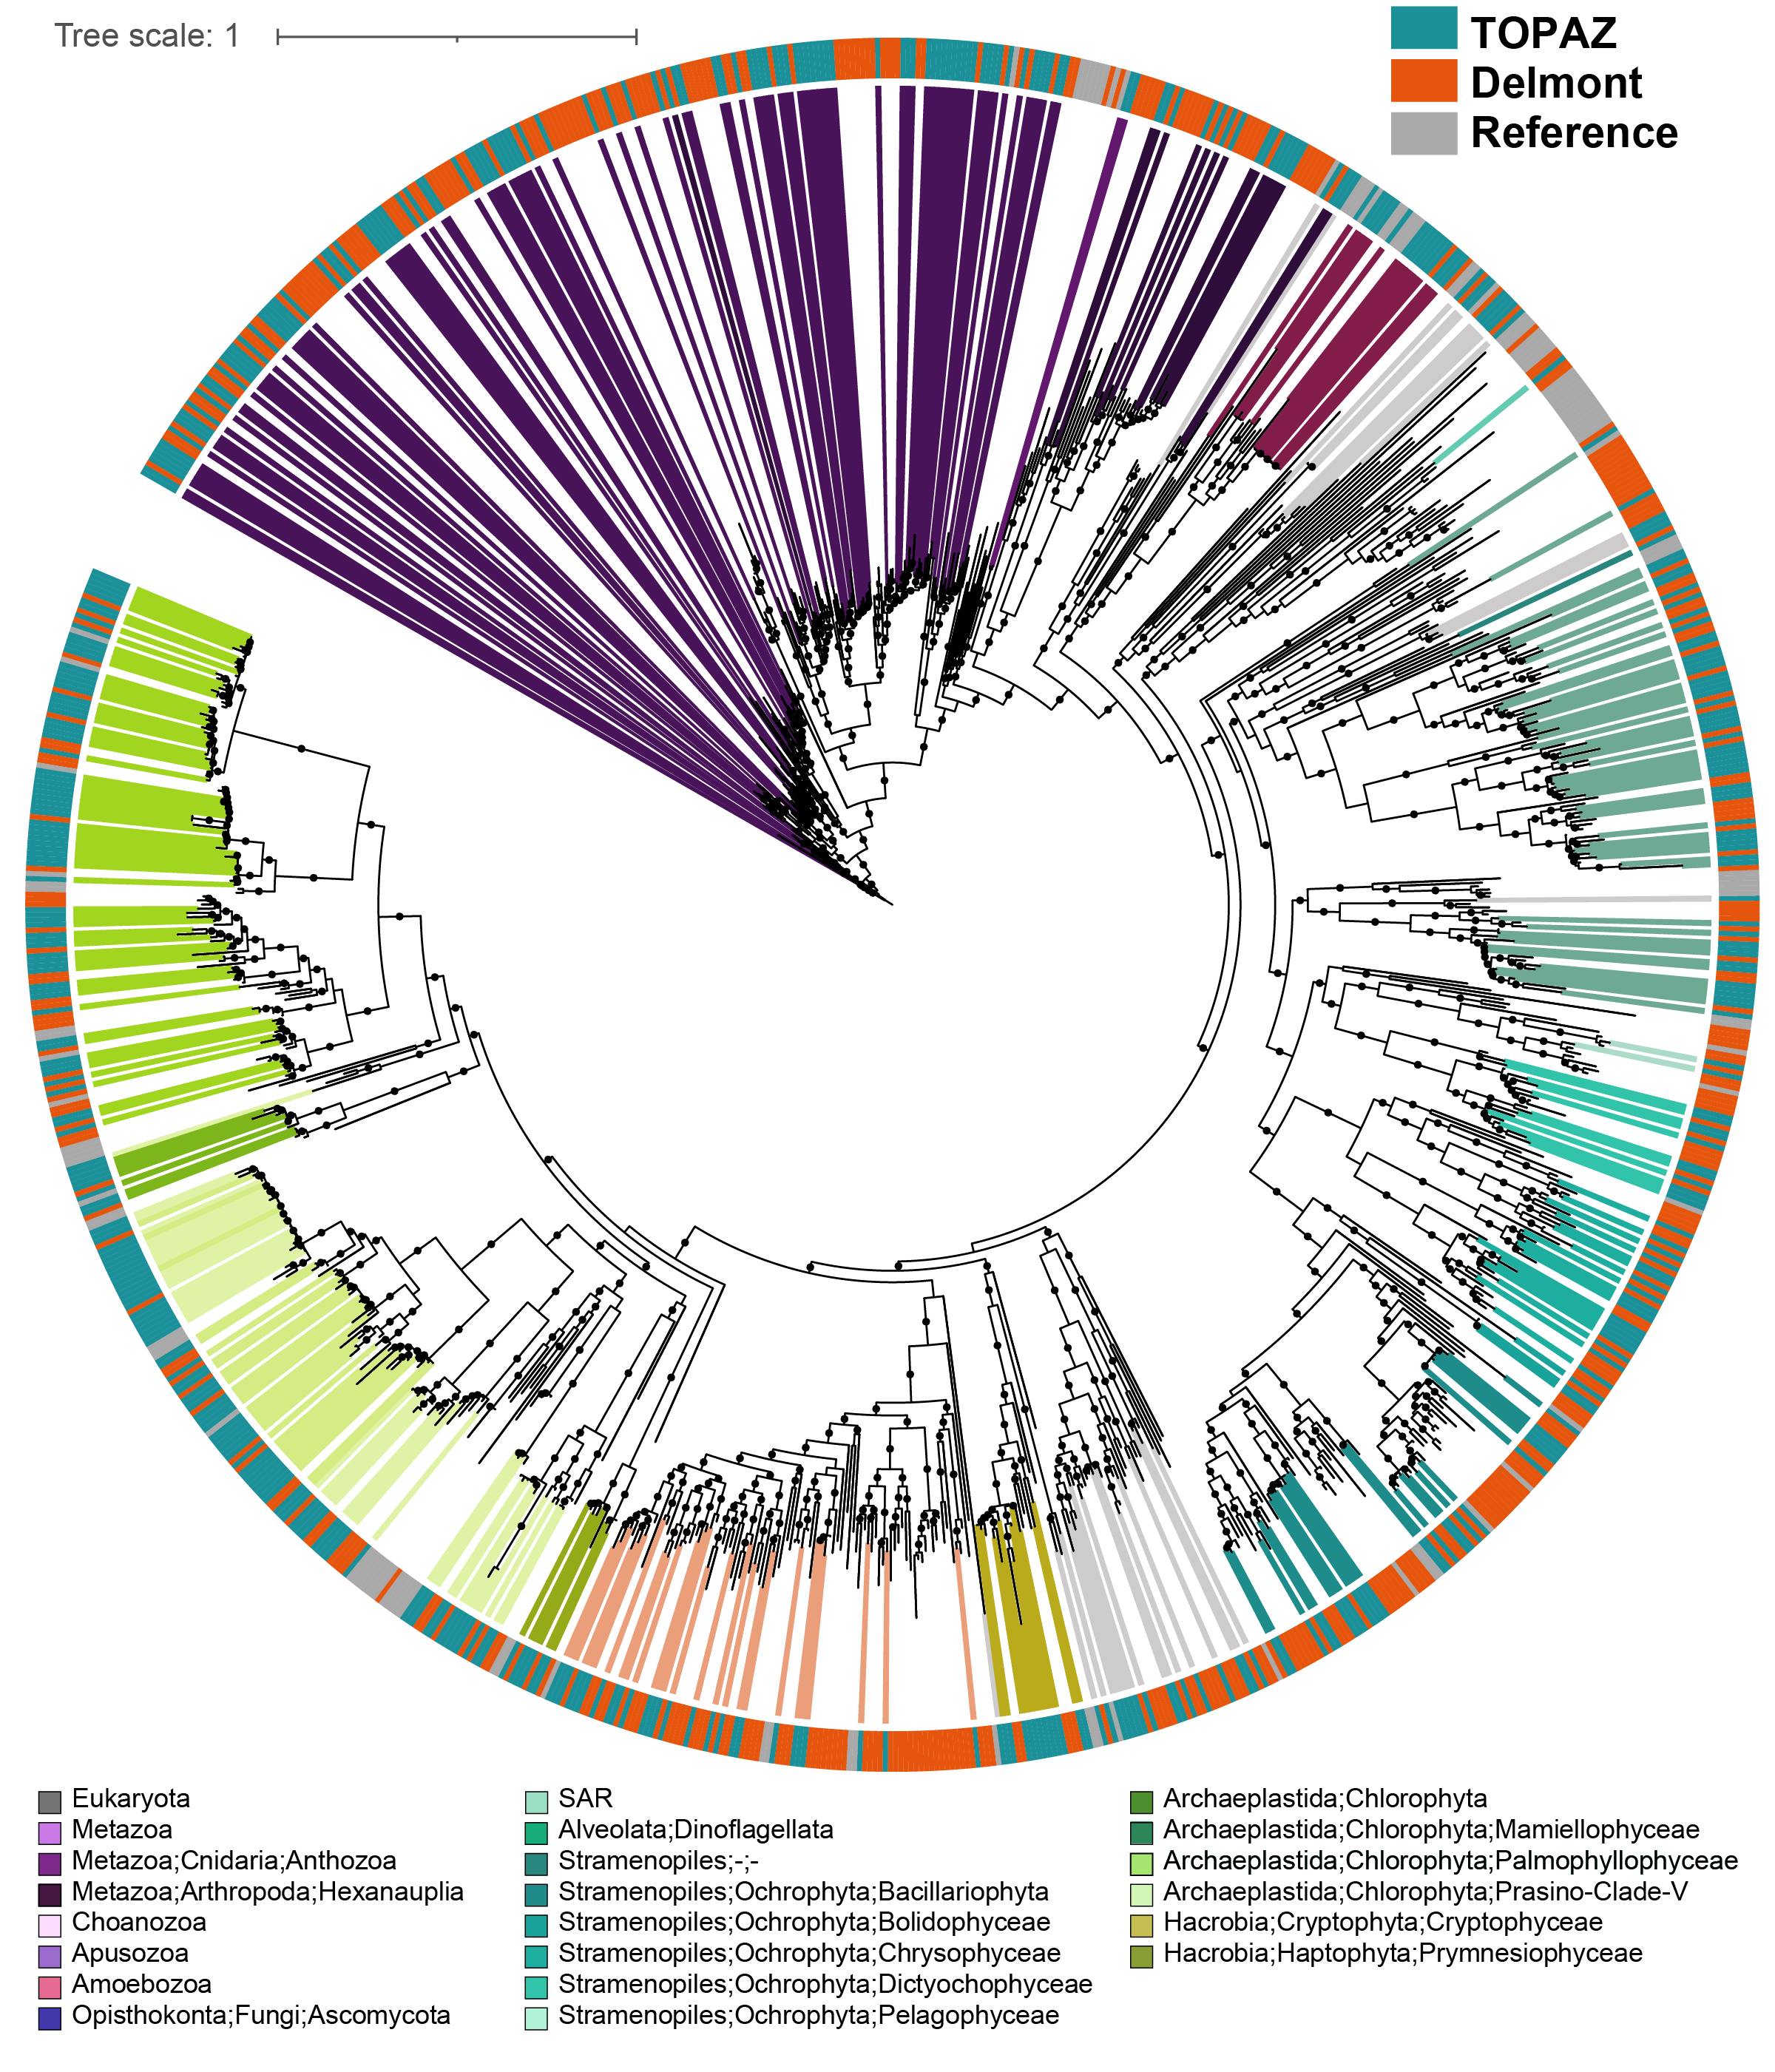 Tree scale: 1
TOPAZ
Delmont
Reference
Eukaryota
Metazoa
Metazoa;Cnidaria;Anthozoa
Metazoa;Arthropoda;Hexanauplia
Choanozoa
Apusozoa
Amoebozoa
Opisthokonta;Fungi;Ascomycota
SAR
Alveolata;Dinoflagellata
Stramenopiles;-;-
Stramenopiles;Ochrophyta;Bacillariophyta
Stramenopiles;Ochrophyta;Bolidophyceae
Stramenopiles;Ochrophyta;Chrysophyceae
Stramenopiles;Ochrophyta;Dictyochophyceae
Stramenopiles;Ochrophyta;Pelagophyceae
Archaeplastida;Chlorophyta
Archaeplastida;Chlorophyta;Mamiellophyceae
Archaeplastida;Chlorophyta;Palmophyllophyceae
Archaeplastida;Chlorophyta;Prasino-Clade-V
Hacrobia;Cryptophyta;Cryptophyceae
Hacrobia;Haptophyta;Prymnesiophyceae